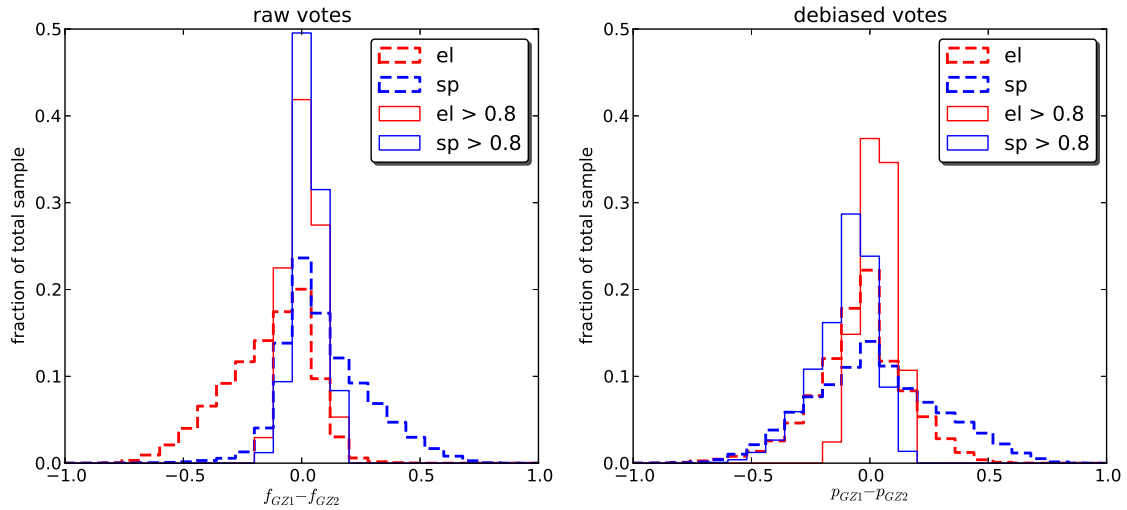 raw votes
0.5
0.4
0.3
0.2
0.1
0.0
fraction of total sample
el
sp
el > 0.8
sp > 0.8
−1.0 −0.5 0.0 0.5 1.0
f_GZ1−f_GZ2
debiased votes
0.5
0.4
0.3
0.2
0.1
0.0
fraction of total sample
el
sp
el > 0.8
sp > 0.8
−1.0 −0.5 0.0 0.5 1.0
p_GZ1−p_GZ2